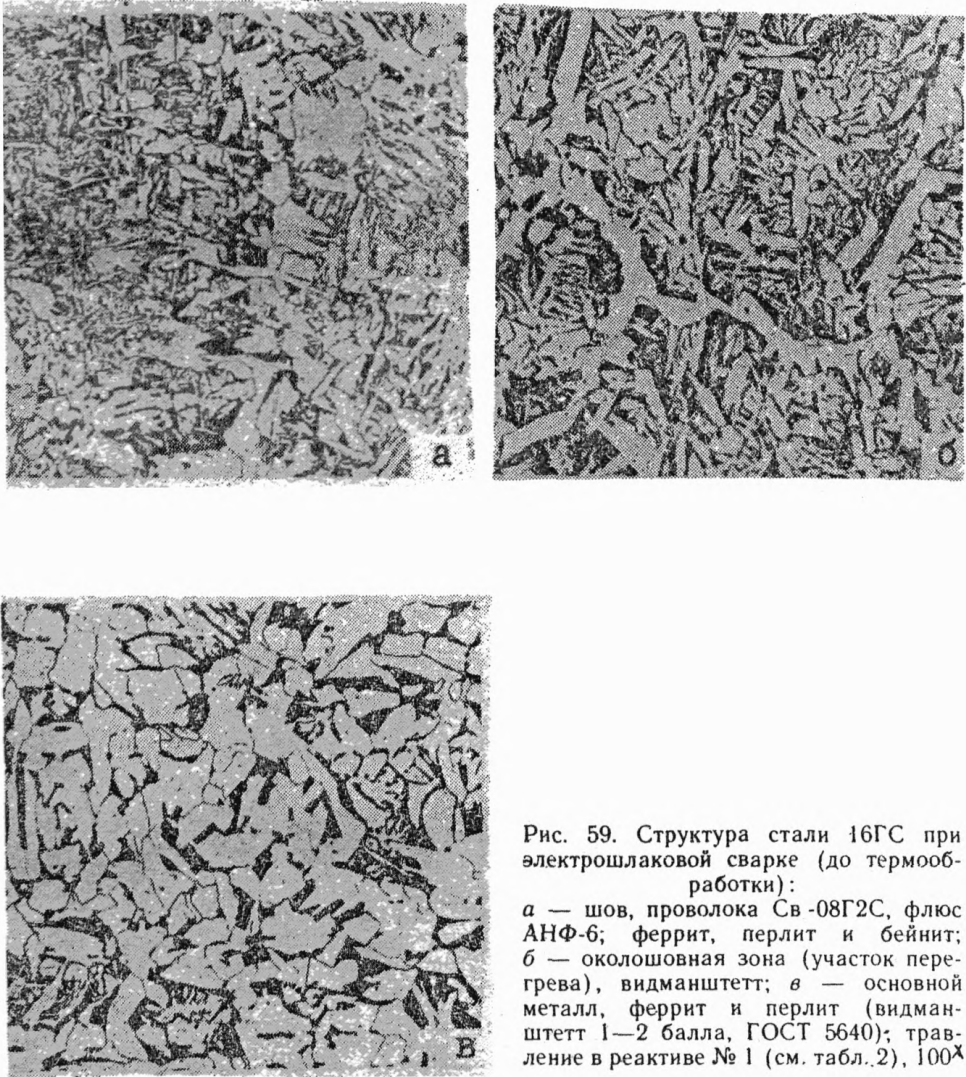 а
б
в
Рис. 59. Структура стали 16ГС при
электрошлаковой сварке (до термооб-
работки):
а — шов, проволока Св-08Г2С, флюс
АНФ-6; феррит, перлит и бейнит;
б — околошовная зона (участок пере-
грева), видманштетт; в — основной
металл, феррит и перлит (видман-
штетт 1—2 балла, ГОСТ 5640); трав-
ление в реактиве № 1 (см. табл. 2), 100ˣ